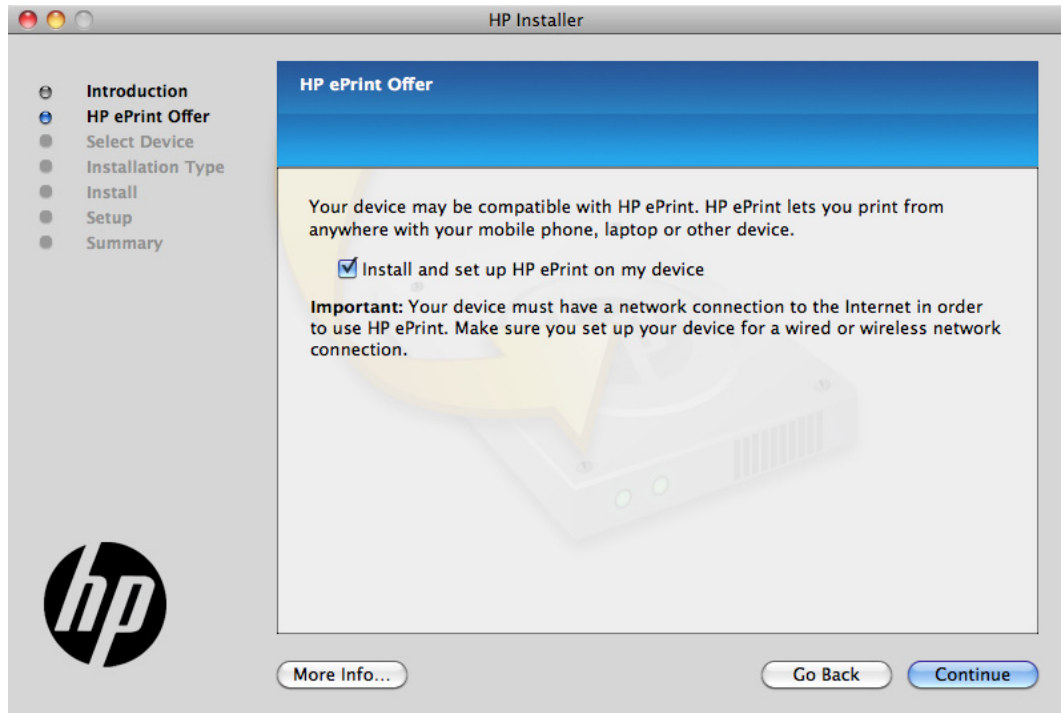 HP Installer
Introduction
HP ePrint Offer
Select Device
Installation Type
Install
Setup
Summary
HP ePrint Offer
Your device may be compatible with HP ePrint. HP ePrint lets you print from
anywhere with your mobile phone, laptop or other device.
Install and set up HP ePrint on my device
Important: Your device must have a network connection to the Internet in order
to use HP ePrint. Make sure you set up your device for a wired or wireless network
connection.
hp
More Info...
Go Back
Continue